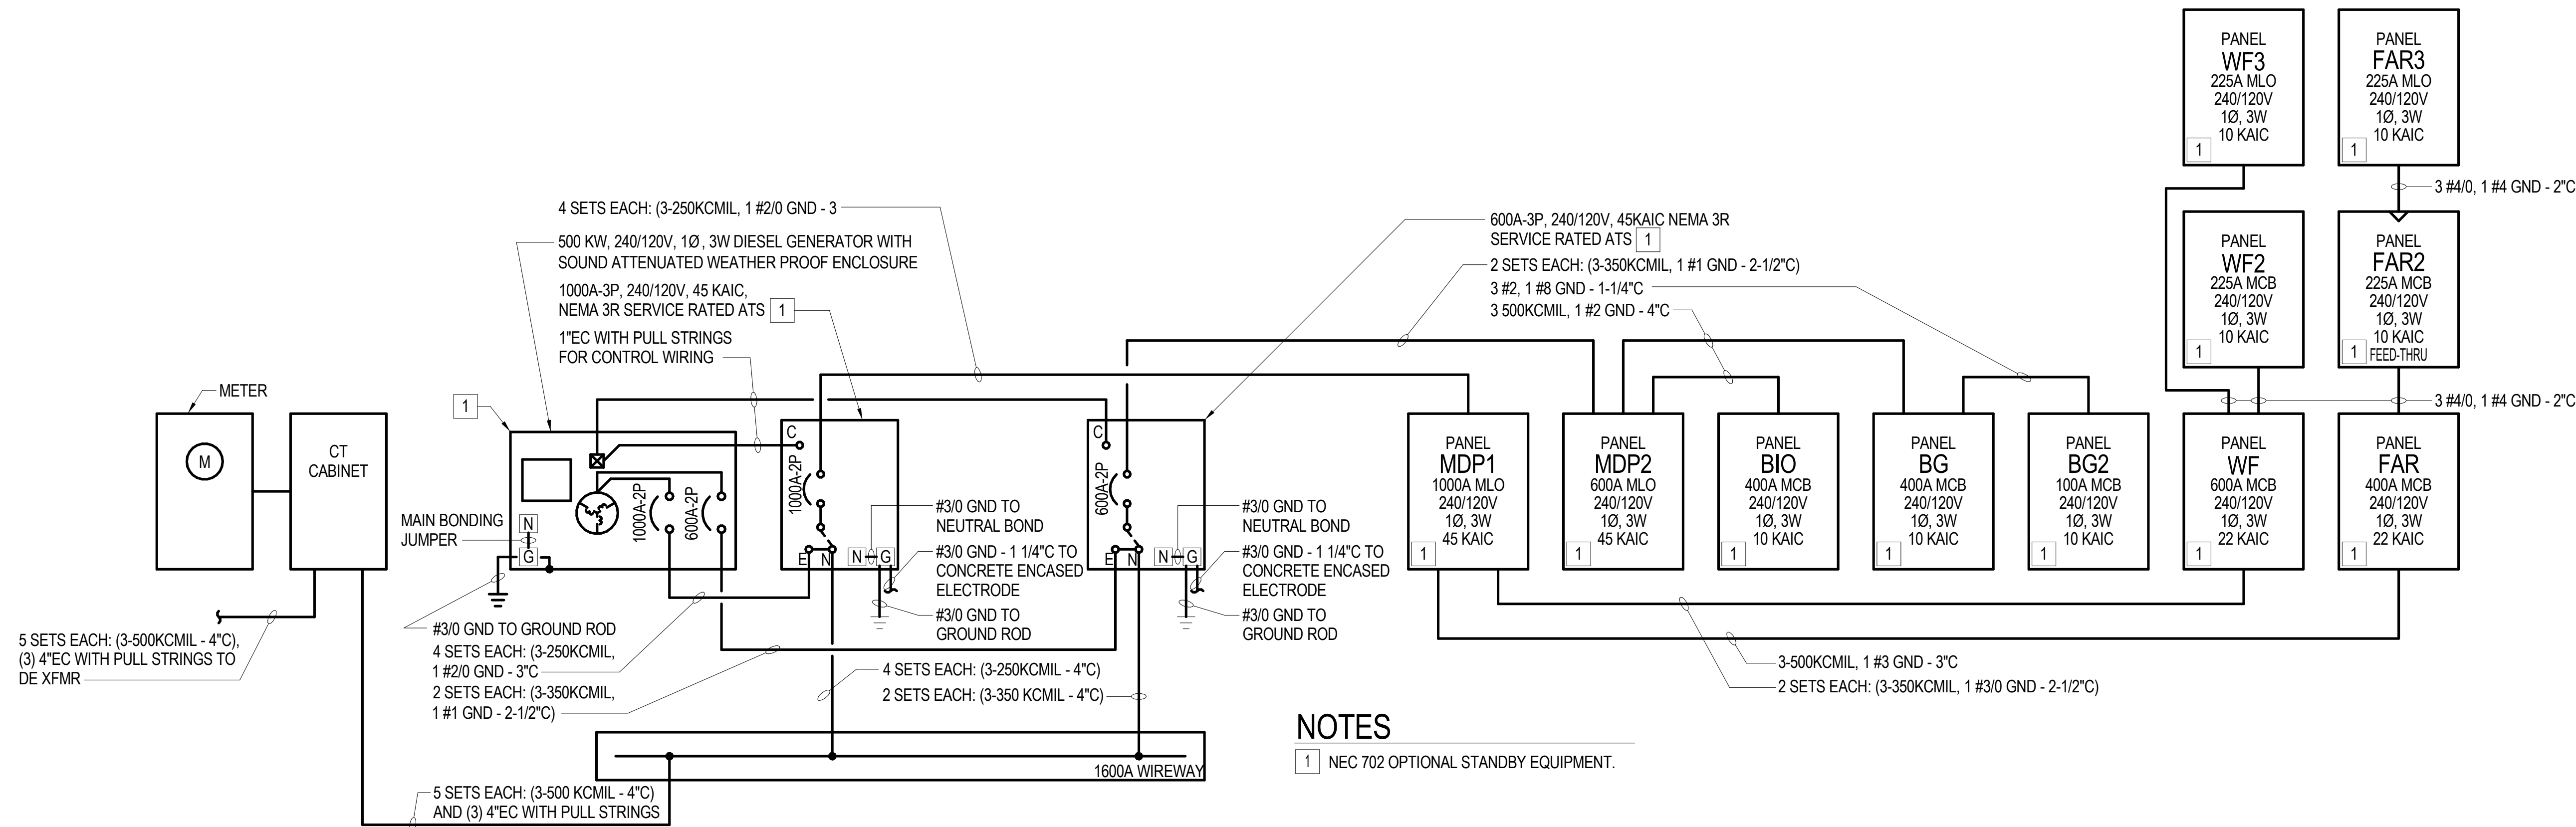 PANEL
WF3
225A MLO
240/120V
1Ø, 3W
10 KAIC
1
PANEL
FAR3
225A MLO
240/120V
1Ø, 3W
10 KAIC
1
3 #4/0, 1 #4 GND - 2"C
PANEL
WF2
225A MCB
240/120V
1Ø, 3W
10 KAIC
1
PANEL
FAR2
225A MCB
240/120V
1Ø, 3W
10 KAIC
FEED-THRU
1
3 #4/0, 1 #4 GND - 2"C
4 SETS EACH: (3-250KCMIL, 1 #2/0 GND - 3
500 KW, 240/120V, 1Ø , 3W DIESEL GENERATOR WITH
SOUND ATTENUATED WEATHER PROOF ENCLOSURE
1000A-3P, 240/120V, 45 KAIC,
NEMA 3R SERVICE RATED ATS 1
1"EC WITH PULL STRINGS
FOR CONTROL WIRING
600A-3P, 240/120V, 45KAIC NEMA 3R
SERVICE RATED ATS 1
2 SETS EACH: (3-350KCMIL, 1 #1 GND - 2-1/2"C)
3 #2, 1 #8 GND - 1-1/4"C
3 500KCMIL, 1 #2 GND - 4"C
METER
M
CT
CABINET
1
MAIN BONDING
JUMPER
N
G
1000A-2P
600A-2P
C
1000A-2P
E
N
N
G
#3/0 GND TO
NEUTRAL BOND
#3/0 GND - 1 1/4"C TO
CONCRETE ENCASED
ELECTRODE
#3/0 GND TO
GROUND ROD
C
600A-2P
E
N
N
G
#3/0 GND TO
NEUTRAL BOND
#3/0 GND - 1 1/4"C TO
CONCRETE ENCASED
ELECTRODE
#3/0 GND TO
GROUND ROD
PANEL
MDP1
1000A MLO
240/120V
1Ø, 3W
45 KAIC
1
PANEL
MDP2
600A MLO
240/120V
1Ø, 3W
45 KAIC
1
PANEL
BIO
400A MCB
240/120V
1Ø, 3W
10 KAIC
1
PANEL
BG
400A MCB
240/120V
1Ø, 3W
10 KAIC
1
PANEL
BG2
100A MCB
240/120V
1Ø, 3W
10 KAIC
1
PANEL
WF
600A MCB
240/120V
1Ø, 3W
22 KAIC
1
PANEL
FAR
400A MCB
240/120V
1Ø, 3W
22 KAIC
1
5 SETS EACH: (3-500KCMIL - 4"C),
(3) 4"EC WITH PULL STRINGS TO
DE XFMR
#3/0 GND TO GROUND ROD
4 SETS EACH: (3-250KCMIL,
1 #2/0 GND - 3"C
2 SETS EACH: (3-350KCMIL,
1 #1 GND - 2-1/2"C)
4 SETS EACH: (3-250KCMIL - 4"C)
2 SETS EACH: (3-350 KCMIL - 4"C)
3-500KCMIL, 1 #3 GND - 3"C
2 SETS EACH: (3-350KCMIL, 1 #3/0 GND - 2-1/2"C)
1600A WIREWAY
5 SETS EACH: (3-500 KCMIL - 4"C)
AND (3) 4"EC WITH PULL STRINGS
NOTES
1 NEC 702 OPTIONAL STANDBY EQUIPMENT.